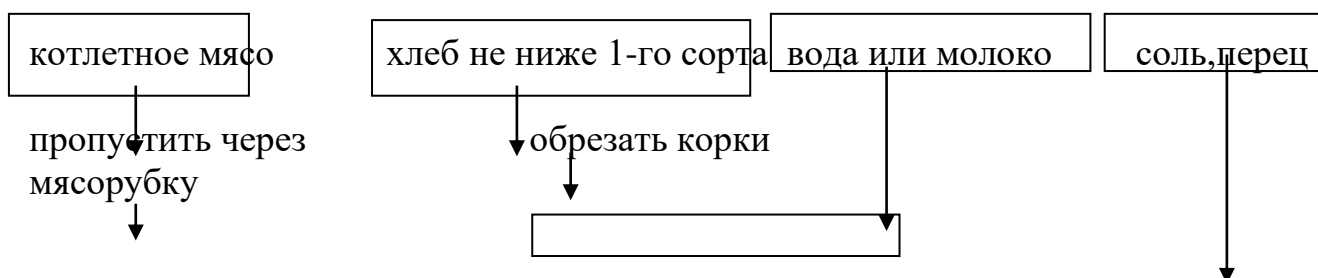 котлетное мясо
хлеб не ниже 1-го сорта
вода или молоко
соль,перец
пропустить через
мясорубку
обрезать корки